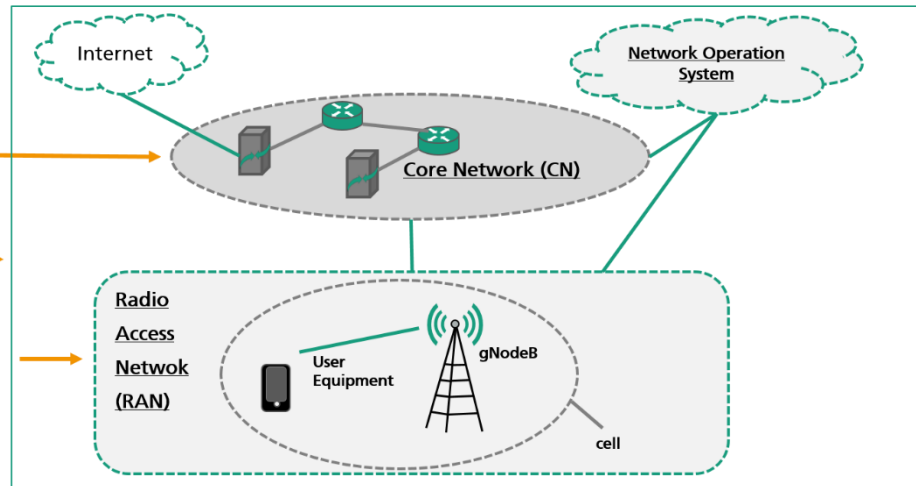 Internet
Network Operation
System
Core Network (CN)
Radio
Access
Netwok
(RAN)
User
Equipment
gNodeB
cell